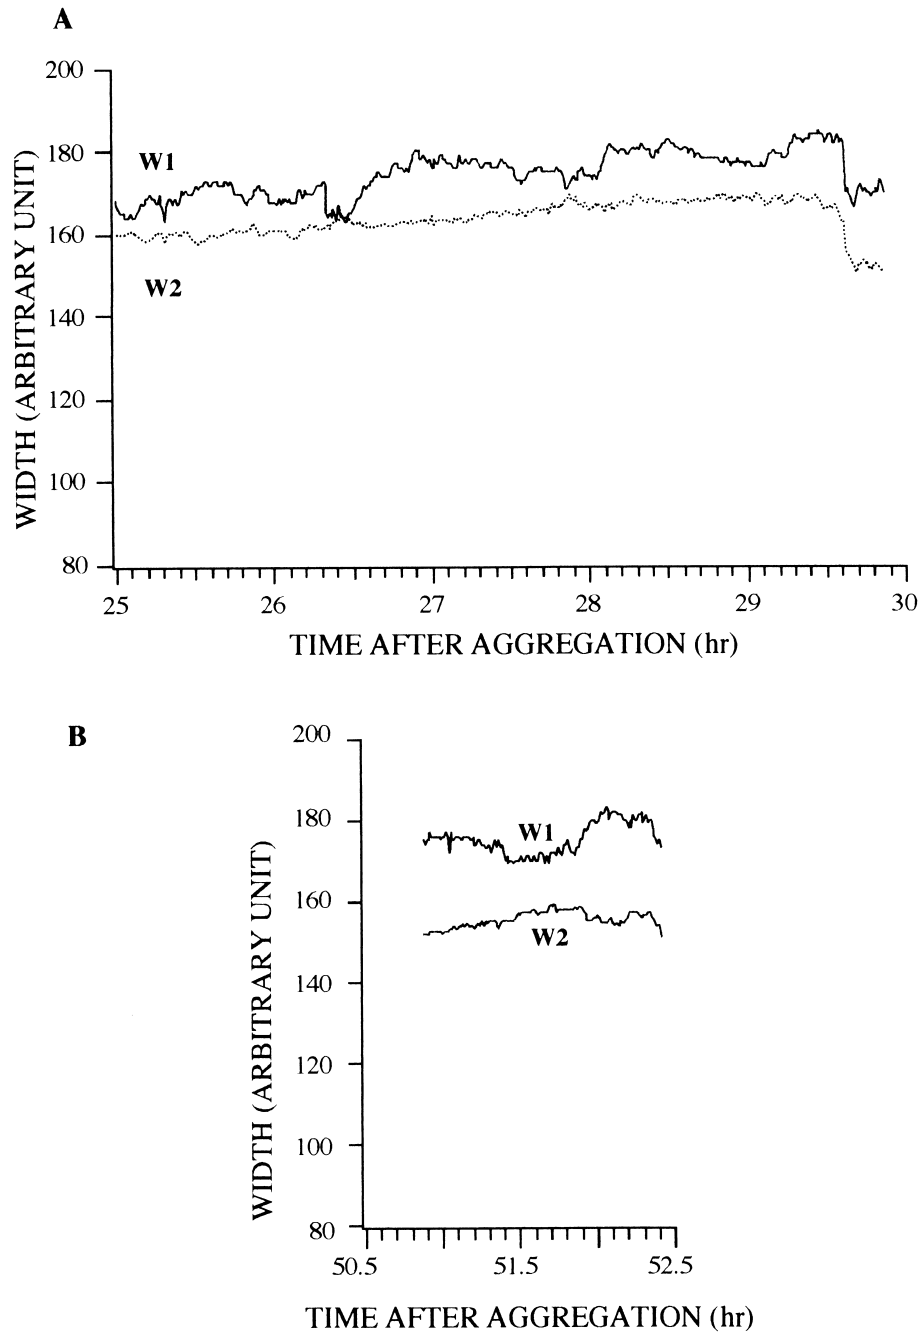 A
200
180
160
140
120
100
80
W1
W2
WIDTH (ARBITRARY UNIT)
25 26 27 28 29 30
TIME AFTER AGGREGATION (hr)
B
200
180
160
140
120
100
80
W1
W2
WIDTH (ARBITRARY UNIT)
50.5 51.5 52.5
TIME AFTER AGGREGATION (hr)